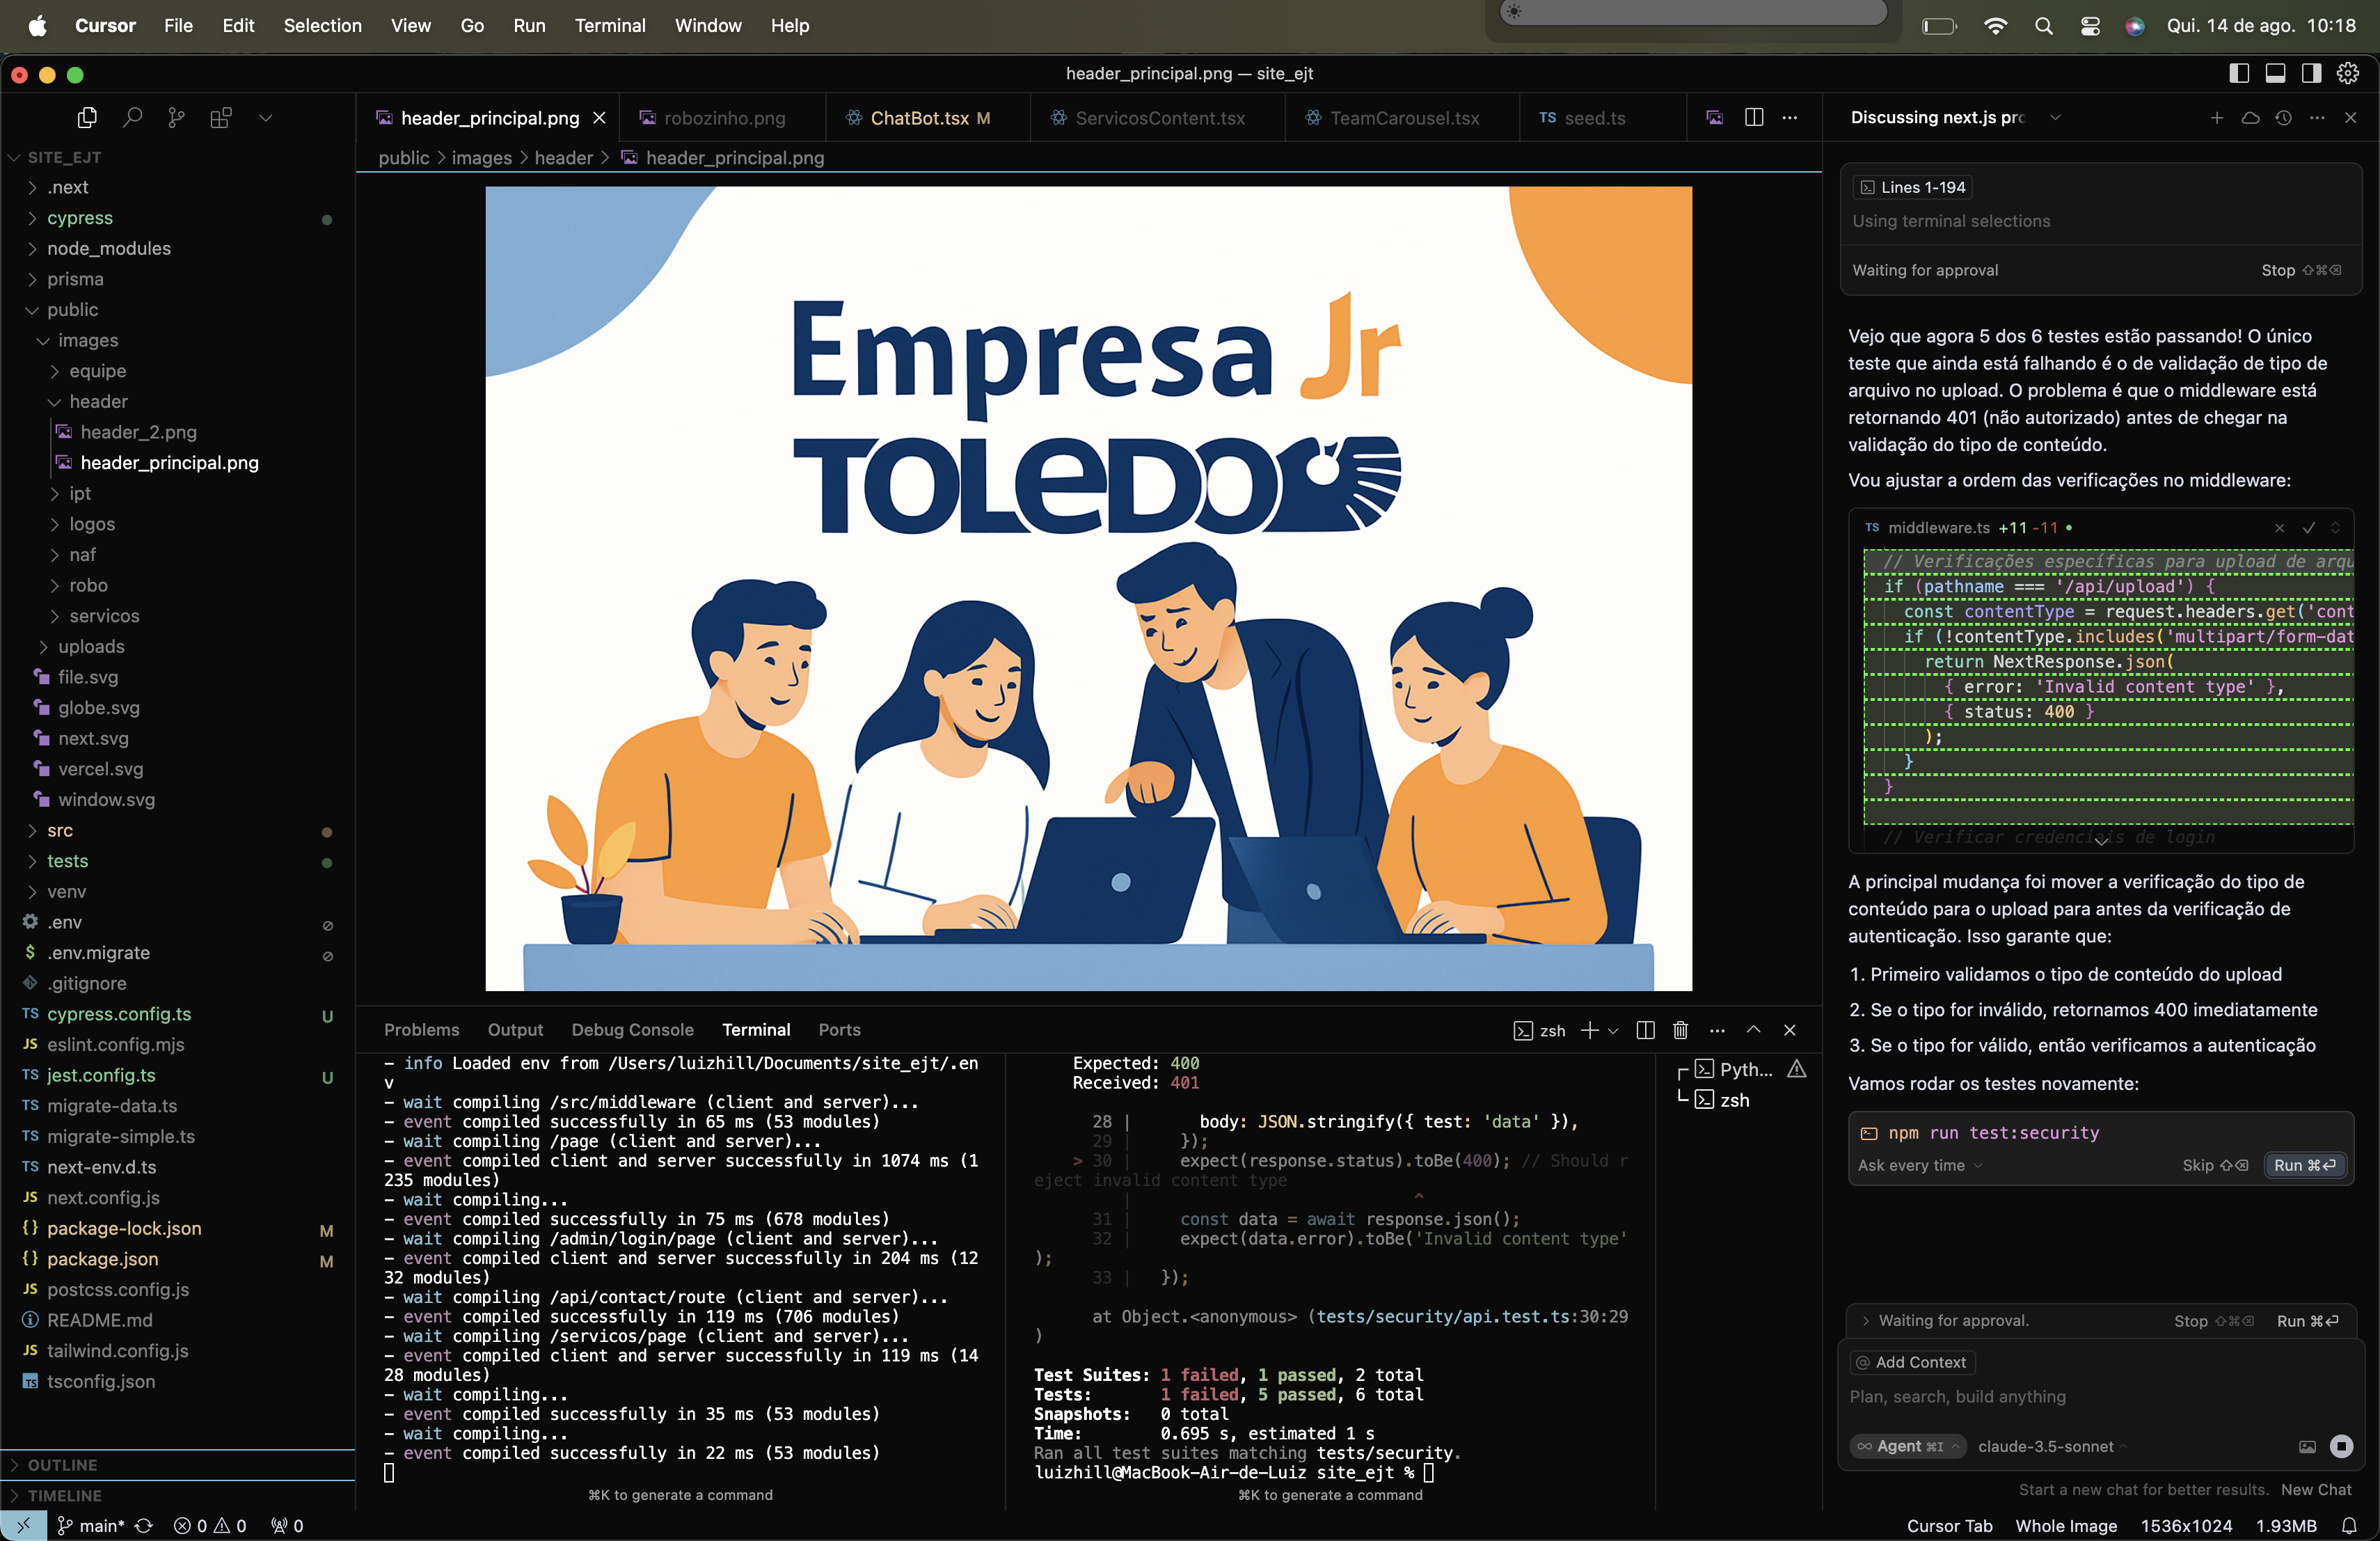 Cursor File Edit Selection View Go Run Terminal Window Help
Qui. 14 de ago. 10:18
header_principal.png — site_ejt
header_principal.png
robozinho.png
ChatBot.tsx M
ServicosContent.tsx
TeamCarousel.tsx
TS seed.ts
public > images > header > header_principal.png
SITE_EJT
.next
cypress
node_modules
prisma
public
images
equipe
header
header_2.png
header_principal.png
ipt
logos
naf
robo
servicos
uploads
file.svg
globe.svg
next.svg
vercel.svg
window.svg
src
tests
venv
.env
$ .env.migrate
.gitignore
TS cypress.config.ts U
JS eslint.config.mjs
TS jest.config.ts U
TS migrate-data.ts
TS migrate-simple.ts
TS next-env.d.ts
JS next.config.js
{} package-lock.json M
{} package.json M
JS postcss.config.js
README.md
JS tailwind.config.js
TS tsconfig.json
OUTLINE
TIMELINE
Empresa Jr
TOLEDO
Problems Output Debug Console Terminal Ports
zsh
- info Loaded env from /Users/luizhill/Documents/site_ejt/.en
v
- wait compiling /src/middleware (client and server)...
- event compiled successfully in 65 ms (53 modules)
- wait compiling /page (client and server)...
- event compiled client and server successfully in 1074 ms (1
235 modules)
- wait compiling...
- event compiled successfully in 75 ms (678 modules)
- wait compiling /admin/login/page (client and server)...
- event compiled client and server successfully in 204 ms (12
32 modules)
- wait compiling /api/contact/route (client and server)...
- event compiled successfully in 119 ms (706 modules)
- wait compiling /servicos/page (client and server)...
- event compiled client and server successfully in 119 ms (14
28 modules)
- wait compiling...
- event compiled successfully in 35 ms (53 modules)
- wait compiling...
- event compiled successfully in 22 ms (53 modules)
⌘K to generate a command
Expected: 400
Received: 401
28 | body: JSON.stringify({ test: 'data' }),
29 | });
> 30 | expect(response.status).toBe(400); // Should r
eject invalid content type
| ^
31 | const data = await response.json();
32 | expect(data.error).toBe('Invalid content type'
);
33 | });
at Object.<anonymous> (tests/security/api.test.ts:30:29
)
Test Suites: 1 failed, 1 passed, 2 total
Tests: 1 failed, 5 passed, 6 total
Snapshots: 0 total
Time: 0.695 s, estimated 1 s
Ran all test suites matching tests/security.
luizhill@MacBook-Air-de-Luiz site_ejt %
⌘K to generate a command
Pyth...
zsh
Discussing next.js pro
Lines 1-194
Using terminal selections
Waiting for approval Stop ⇧⌘⌫
Vejo que agora 5 dos 6 testes estão passando! O único
teste que ainda está falhando é o de validação de tipo de
arquivo no upload. O problema é que o middleware está
retornando 401 (não autorizado) antes de chegar na
validação do tipo de conteúdo.
Vou ajustar a ordem das verificações no middleware:
TS middleware.ts +11 -11 •
// Verificações específicas para upload de arqu
if (pathname === '/api/upload') {
const contentType = request.headers.get('cont
if (!contentType.includes('multipart/form-dat
return NextResponse.json(
{ error: 'Invalid content type' },
{ status: 400 }
);
}
}
// Verificar credenciais de login
A principal mudança foi mover a verificação do tipo de
conteúdo para o upload para antes da verificação de
autenticação. Isso garante que:
1. Primeiro validamos o tipo de conteúdo do upload
2. Se o tipo for inválido, retornamos 400 imediatamente
3. Se o tipo for válido, então verificamos a autenticação
Vamos rodar os testes novamente:
npm run test:security
Ask every time Skip ⇧⌫ Run ⌘↩
Waiting for approval. Stop ⇧⌘⌫ Run ⌘↩
@ Add Context
Plan, search, build anything
∞ Agent ⌘I claude-3.5-sonnet
Start a new chat for better results. New Chat
main* 0 0 0
Cursor Tab Whole Image 1536x1024 1.93MB